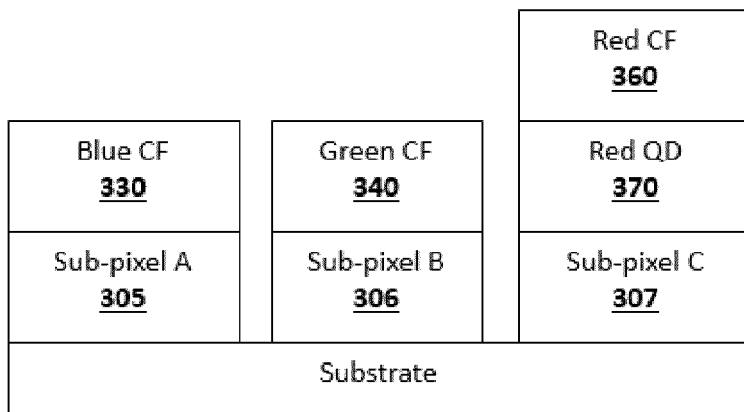 Red CF
360
Blue CF
330
Green CF
340
Red QD
370
Sub-pixel A
305
Sub-pixel B
306
Sub-pixel C
307
Substrate